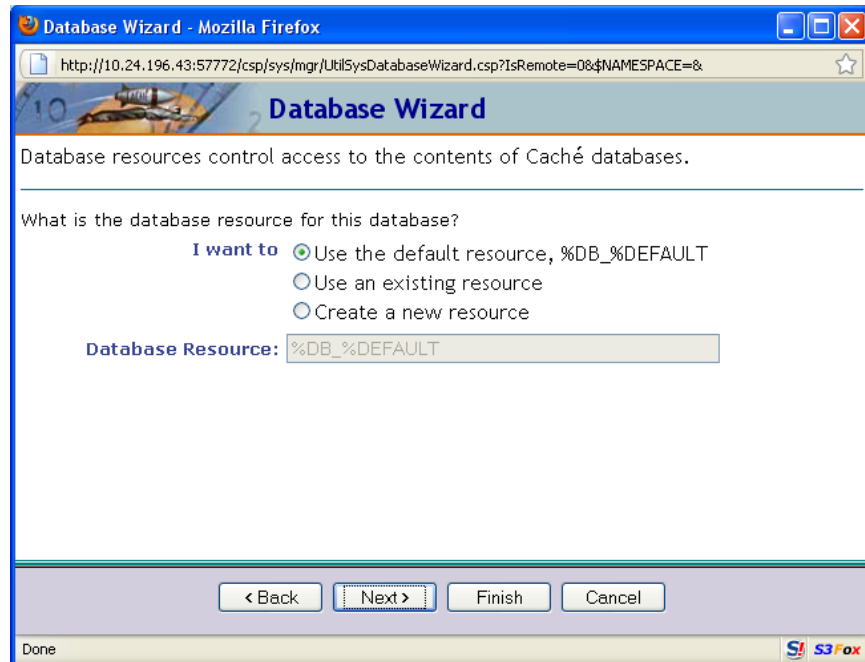 Database Wizard - Mozilla Firefox
http://10.24.196.43:57772/csp/sys/mgr/UtilSysDatabaseWizard.csp?IsRemote=0&$NAMESPACE=&
10
2
Database Wizard
Database resources control access to the contents of Caché databases.
What is the database resource for this database?
I want to Use the default resource, %DB_%DEFAULT
Use an existing resource
Create a new resource
Database Resource: %DB_%DEFAULT
< Back Next > Finish Cancel
Done S! S3Fox